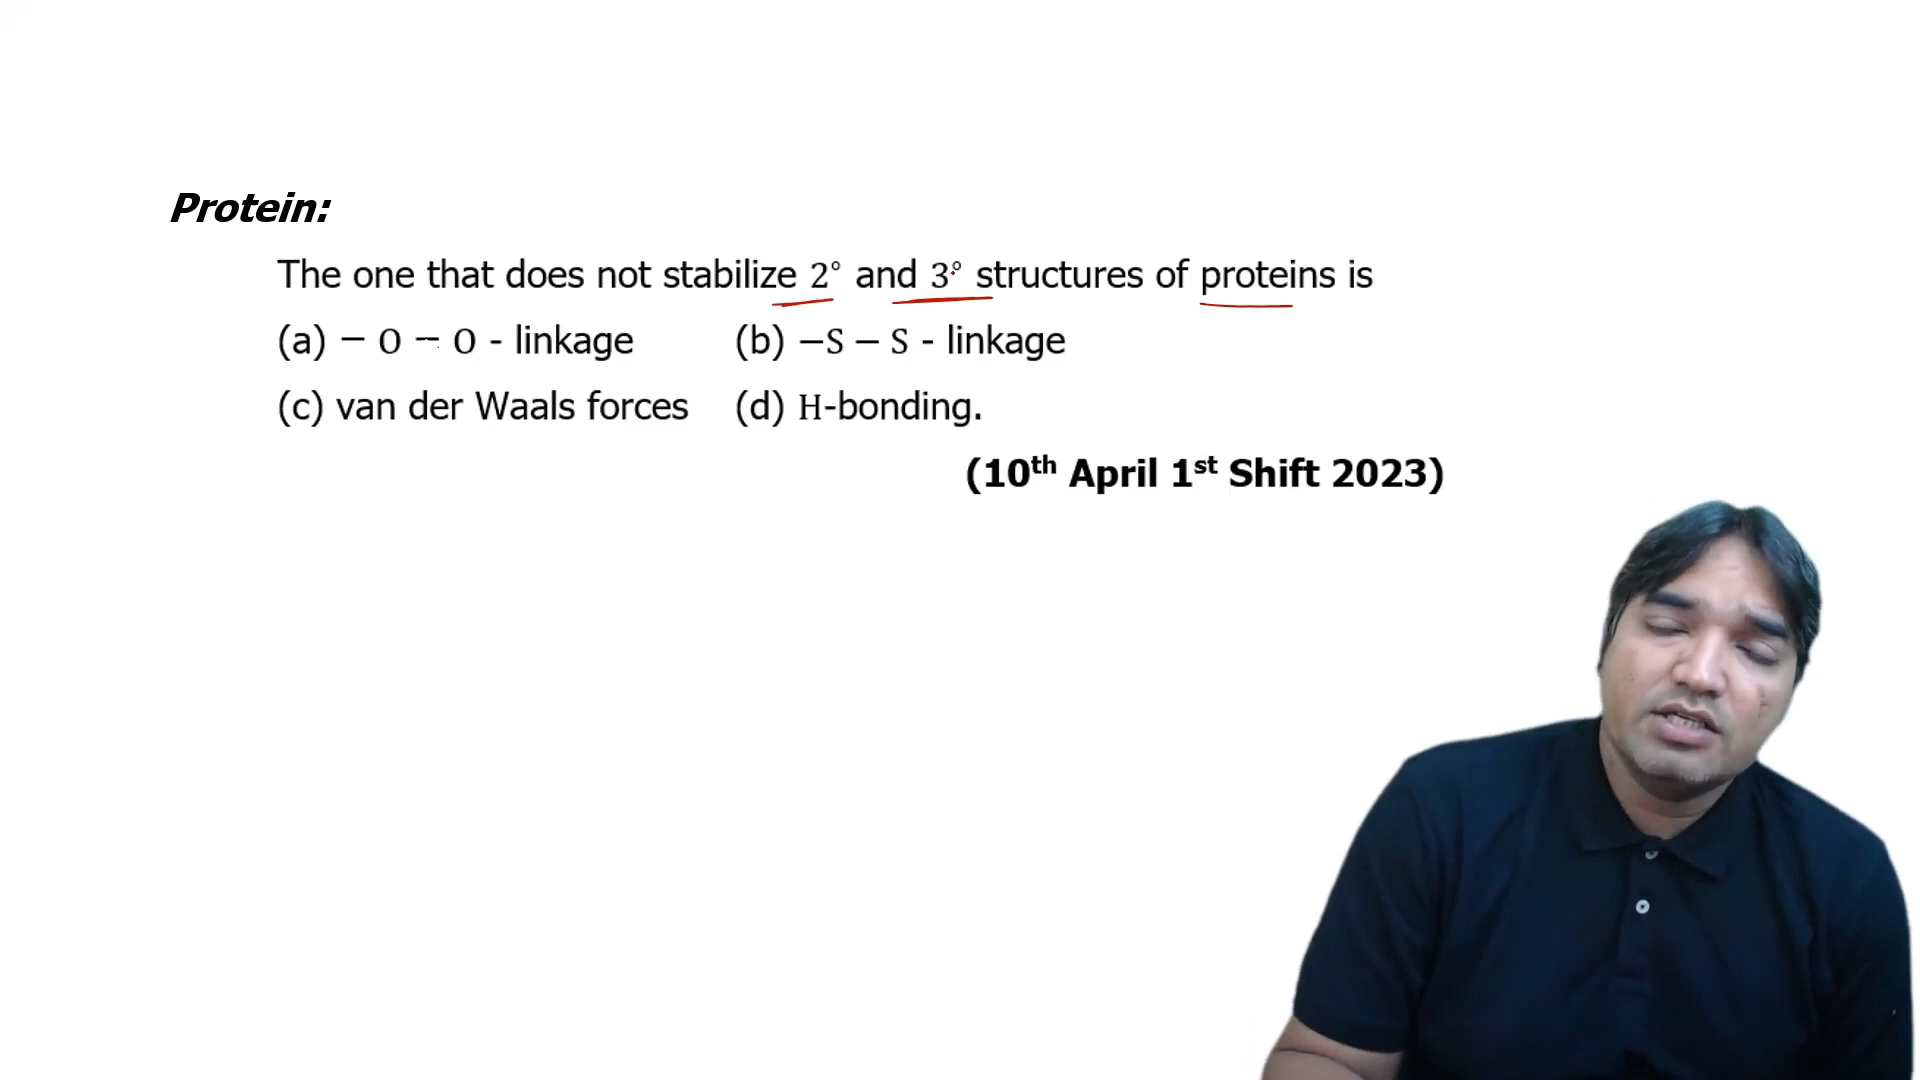 Protein:
The one that does not stabilize 2° and 3° structures of proteins is
(a) − O − O - linkage (b) −S − S - linkage
(c) van der Waals forces (d) H-bonding.
(10th April 1st Shift 2023)